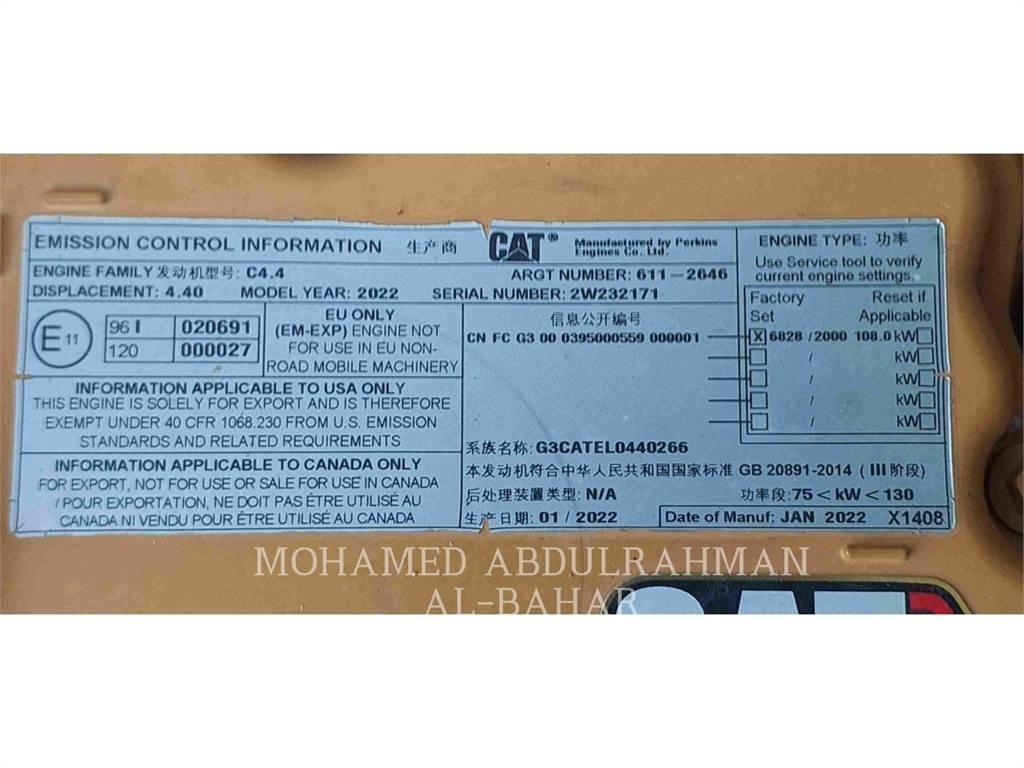 EMISSION CONTROL INFORMATION 生产商 CAT® Manufactured by Perkins Engines Co. Ltd.
ENGINE FAMILY 发动机型号: C4.4 ARGT NUMBER: 611-2646
DISPLACEMENT: 4.40 MODEL YEAR: 2022 SERIAL NUMBER: 2W232171
E 11
96 I 020691
120 000027
EU ONLY
(EM-EXP) ENGINE NOT
FOR USE IN EU NON-
ROAD MOBILE MACHINERY
INFORMATION APPLICABLE TO USA ONLY
THIS ENGINE IS SOLELY FOR EXPORT AND IS THEREFORE
EXEMPT UNDER 40 CFR 1068.230 FROM U.S. EMISSION
STANDARDS AND RELATED REQUIREMENTS
INFORMATION APPLICABLE TO CANADA ONLY
FOR EXPORT, NOT FOR USE OR SALE FOR USE IN CANADA
/ POUR EXPORTATION, NE DOIT PAS ÊTRE UTILISÉ AU
CANADA NI VENDU POUR ÊTRE UTILISÉ AU CANADA
信息公开编号
CN FC G3 00 0395000559 000001
ENGINE TYPE: 功率
Use Service tool to verify
current engine settings.
Factory Reset if
Set Applicable
X 6828 / 2000 108.0 kW
/ kW
/ kW
/ kW
/ kW
系族名称: G3CATEL0440266
本发动机符合中华人民共和国国家标准 GB 20891-2014 ( III 阶段)
后处理装置类型: N/A 功率段: 75 < kW < 130
生产日期: 01 / 2022 Date of Manuf: JAN 2022 X1408
MOHAMED ABDULRAHMAN
AL-BAHAR